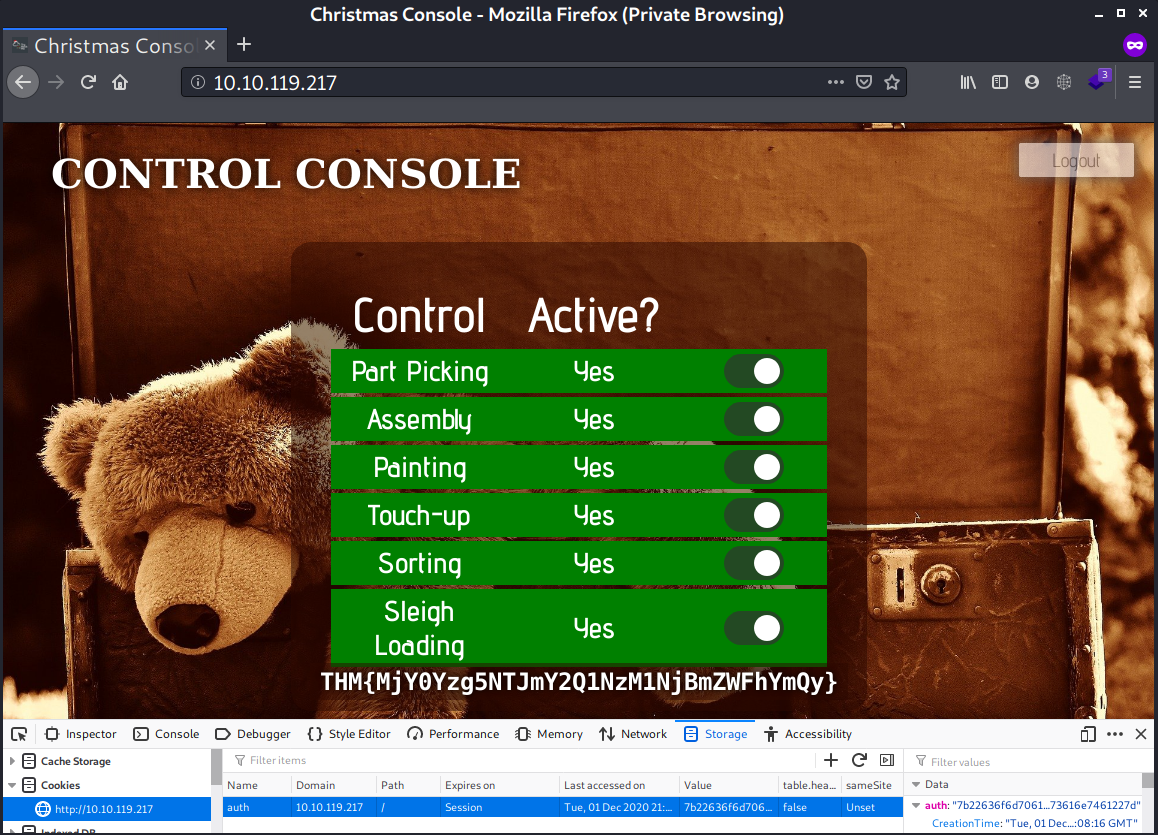 Christmas Console - Mozilla Firefox (Private Browsing)
Christmas Conso
10.10.119.217
3
CONTROL CONSOLE
Logout
Control Active?
Part Picking Yes
Assembly Yes
Painting Yes
Touch-up Yes
Sorting Yes
Sleigh
Loading Yes
THM{MjY0Yzg5NTJmY2Q1NzM1NjBmZWFhYmQy}
Inspector Console Debugger Style Editor Performance Memory Network Storage Accessibility
Cache Storage
Cookies
http://10.10.119.217
Indexed DB
Filter items
Name Domain Path Expires on Last accessed on Value table.hea... sameSite
auth 10.10.119.217 / Session Tue, 01 Dec 2020 21:... 7b22636f6d706... false Unset
Filter values
Data
auth: "7b22636f6d7061...73616e7461227d"
CreationTime: "Tue, 01 Dec...:08:16 GMT"